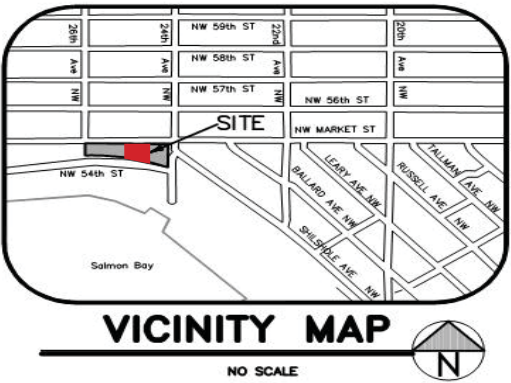 26th
Ave
NW
24th
Ave
NW
22nd
Ave
NW
20th
Ave
NW
NW 59th ST
NW 58th ST
NW 57th ST
NW 56th ST
SITE
NW MARKET ST
NW 54th ST
TALLMAN AVE NW
LEARY AVE NW
RUSSELL AVE NW
BALLARD AVE NW
SHILSHOLE AVE NW
Salmon Bay
VICINITY MAP
N
NO SCALE